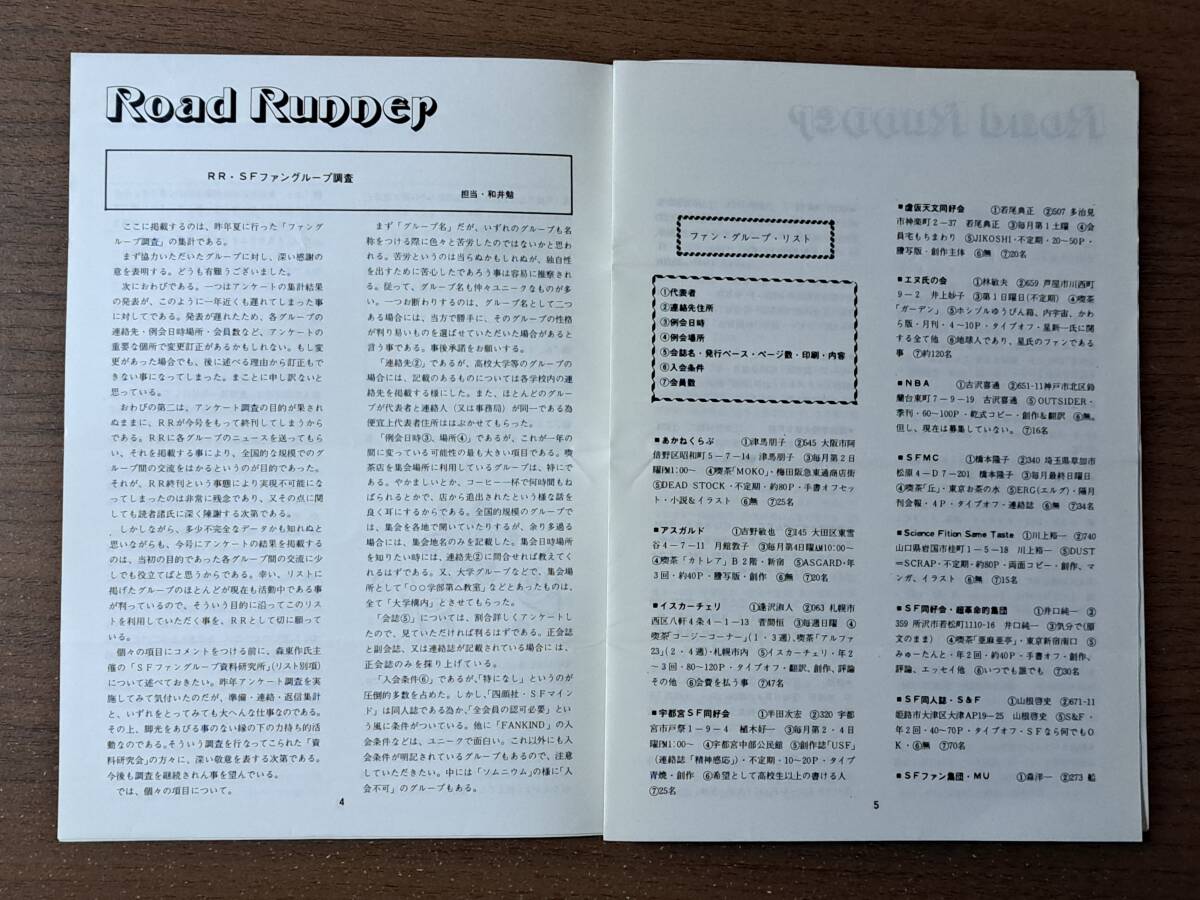 Road Runner
RR・SFファングループ調査
担当・和井勉
ここに掲載するのは、昨年夏に行った「ファング
ループ調査」の集計である。
まず協力いただいたグループに対し、深い感謝の
意を表明する。どうも有難うございました。
次におわびである。一つはアンケートの集計結果
の発表が、このように一年近くも遅れてしまった事
に対してである。発表が遅れたため、各グループの
連絡先・例会日時場所・会員数など、アンケートの
重要な個所で変更訂正があるかもしれない。もし変
更があった場合でも、後に述べる理由から訂正もで
きない事になってしまった。まことに申し訳ないと
思っている。
おわびの第二は、アンケート調査の目的が果され
ぬままに、RRが今号をもって終刊してしまうから
である。RRに各グループのニュースを送ってもら
い、それを掲載する事により、全国的な規模でのグ
ループ間の交流をはかるというのが目的であった。
それが、RR終刊という事態により実現不可能にな
ってしまったのは非常に残念であり、又その点に関
しても読者諸氏に深く陳謝する次第である。
しかしながら、多少不完全なデータかも知れぬと
思いながらも、今号にアンケートの結果を掲載する
のは、当初の目的であった各グループ間の交流に少
しでも役立てばと思うからである。幸い、リストに
掲げたグループのほとんどが現在も活動中である事
が判っているので、そういう目的に沿ってこのリス
トを利用していただく事を、RRとして切に願って
いる。
個々の項目にコメントをつける前に、森東作氏主
催の「SFファングループ資料研究所」(リスト別項)
について述べておきたい。昨年アンケート調査を実
施してみて気付いたのだが、準備・連絡・返信集計
と、いずれをとってみても大へんな仕事なのである。
その上、脚光をあびる事のない縁の下の力持ち的活
動なのである。そういう調査を行なってこられた「資
料研究会」の方々に、深い敬意を表する次第である。
今後も調査を継続されん事を望んでいる。
では、個々の項目について。
まず「グループ名」だが、いずれのグループも名
称をつける際に色々と苦労したのではないかと思わ
れる。苦労というのは当らぬかもしれぬが、独自性
を出すために苦心したであろう事は容易に推察され
る。従って、グループ名も仲々ユニークなものが多
い。一つお断わりするのは、グループ名として二つ
ある場合には、当方で勝手に、そのグループの性格
が判り易いものを選ばせていただいた場合があると
言う事である。事後承諾をお願いする。
「連絡先②」であるが、高校大学等のグループの
場合には、記載のあるものについては各学校内の連
絡先を掲載する様にした。また、ほとんどのグルー
プが代表者と連絡人(又は事務局)が同一である為
便宜上代表者住所ははぶかせてもらった。
「例会日時③、場所④」であるが、これが一年の
間に変っている可能性の最も大きい項目である。喫
茶店を集会場所に利用しているグループは、特にで
ある。やかましいとか、コーヒー一杯で何時間もね
ばられるとかで、店から追出されたという様な話を
良く耳にするからである。全国的規模のグループで
は、集会を各地で開いていたりするが、余り多過る
場合には、集会地名のみを記載した。集会日時場所
を知りたい時には、連絡先②に問合せれば教えてく
れるはずである。又、大学グループなどで、集会場
所として「〇〇学部第△教室」などとあったものは、
全て「大学構内」とさせてもらった。
「会誌⑤」については、割合詳しくアンケートし
たので、見ていただければ判るはずである。正会誌
と副会誌、又は連絡誌が記載されている場合には、
正会誌のみを採り上げている。
「入会条件⑥」であるが、「特になし」というのが
圧倒的多数を占めた。しかし、「四願社・SFマイン
ド」は同人誌である為か、「全会員の認可必要」とい
う風に条件がついている。他に「FANKIND」の入
会条件などは、ユニークで面白い。これ以外にも入
会条件が明記されているグループもあるので、注意
していただきたい。中には「ソムニウム」の様に「入
会不可」のグループもある。
4
ファン・グループ・リスト
①代表者
②連絡先住所
③例会日時
④例会場所
⑤会誌名・発行ペース・ページ数・印刷・内容
⑥入会条件
⑦会員数
■あかねくらぶ ①津馬朋子 ②545 大阪市阿
倍野区昭和町5-7-14 津馬朋子 ③毎月第2日
曜PM1:00~ ④喫茶「MOKO」・梅田阪急東通商店街
⑤DEAD STOCK・不定期・約80P・手書オフセッ
ト・小説&イラスト ⑥無 ⑦25名
■アスガルド ①吉野敏也 ②145 大田区東雪
谷4-7-11 月舘敦子 ③毎月第4日曜AM10:00~
④喫茶「カトレア」B2階・新宿 ⑤ASGARD・年
3回・約40P・謄写版・創作 ⑥無 ⑦20名
■イスカーチェリ ①蓬沢淑人 ②063 札幌市
西区八軒4条4-1-13 菅間恒 ③毎週日曜 ④
喫茶「コージーコーナー」(1・3週)、喫茶「アルファ
23」(2・4週)・札幌市内 ⑤イスカーチェリ・年2
~3回・80~120P・タイプオフ・翻訳、創作、評論
その他 ⑥会費を払う事 ⑦47名
■宇都宮SF同好会 ①半田次宏 ②320 宇都
宮市戸祭1-9-4 植木好一 ③毎月第2・4日
曜PM1:00~ ④宇都宮中部公民館 ⑤創作誌「USF」
(連絡誌「精神感応」)・不定期・10~20P・タイプ
青焼・創作 ⑥希望として高校生以上の書ける人
⑦25名
■虚仮天文同好会 ①若尾典正 ②507 多治見
市神楽町2-37 若尾典正 ③毎月第1土曜 ④会
員宅もちまわり ⑤JIKOSHI・不定期・20~50P・
謄写版・創作主体 ⑥無 ⑦20名
■エヌ氏の会 ①林敏夫 ②659 芦屋市川西町
9-2 井上妙子 ③第1日曜日(不定期) ④喫茶
「ガーデン」 ⑤ホシヅルゆうびん箱、内宇宙、かわ
ら版・月刊・4~10P・タイプオフ・星新一氏に関
する全て他 ⑥地球人であり、星氏のファンである
事 ⑦約120名
■NBA ①古沢喜通 ②651-11神戸市北区鈴
蘭台東町7-9-19 古沢喜通 ⑤OUTSIDER・
季刊・60~100P・乾式コピー・創作&翻訳 ⑥無。
但し、現在は募集していない。 ⑦16名
■SFMC ①橋本隆子 ②340 埼玉県草加市
松原4-D7-201 橋本隆子 ③毎月最終日曜日
④喫茶「丘」・東京お茶の水 ⑤ERG(エルグ)・隔月
刊会報・4P・タイプオフ・連絡誌 ⑥無 ⑦34名
■Science Fition Same Taste ①川上裕一 ②740
山口県岩国市桂町1-5-18 川上裕一 ⑤DUST
=SCRAP・不定期・約80P・両面コピー・創作、マ
ンガ、イラスト ⑥無 ⑦15名
■SF同好会・超革命的集団 ①井口純一 ②
359 所沢市若松町1110-16 井口純一 ③気分で(原
文のまま) ④喫茶「亜麻亜亭」・東京新宿南口 ⑤
みゅーたんと・年2回・約40P・手書オフ・創作、
評論、エッセイ他 ⑥いつでも誰でも ⑦30名
■SF同人誌・S&F ①山根啓史 ②671-11
姫路市大津区大津AP19-25 山根啓史 ⑤S&F・
年2回・40~70P・タイプオフ・SFなら何でもO
K・⑥無 ⑦70名
■SFファン集団・MU ①森洋一 ②273 船
5